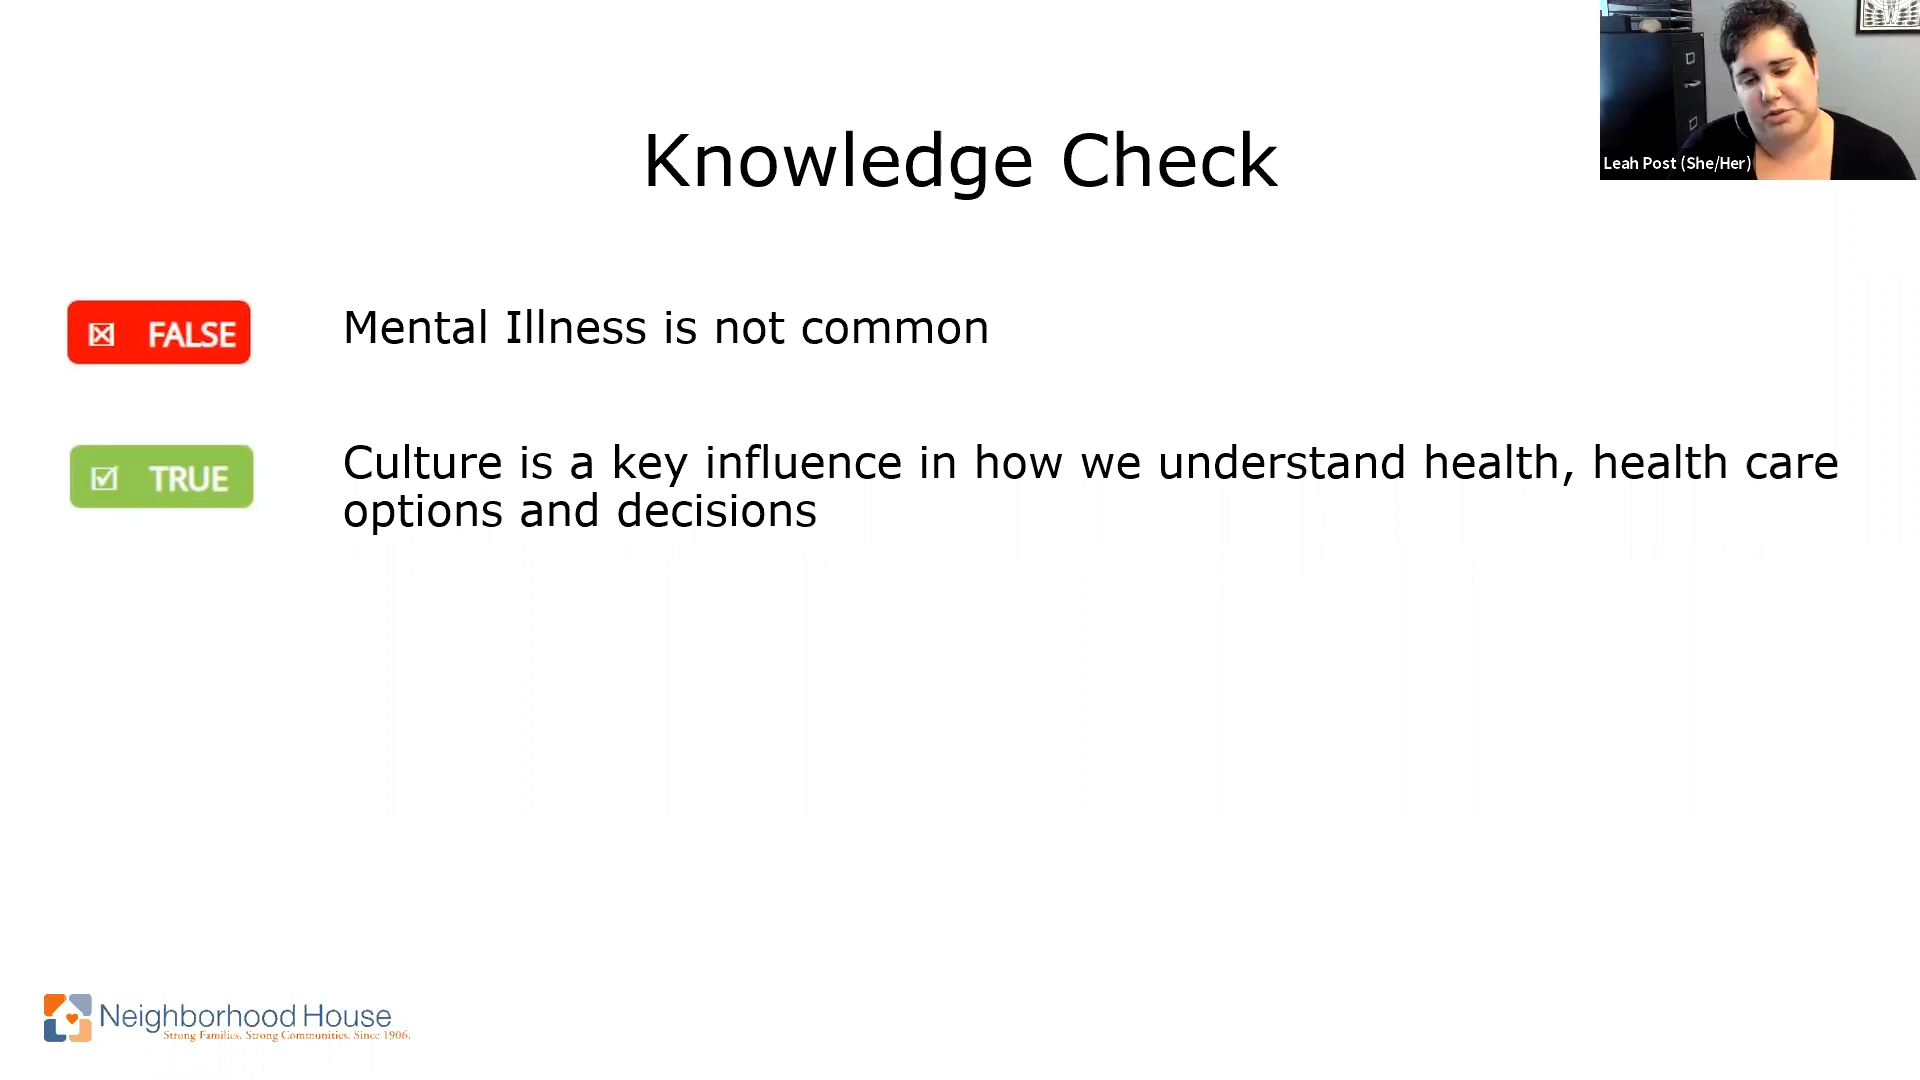 Knowledge Check
Leah Post (She/Her)
FALSE
Mental Illness is not common
TRUE
Culture is a key influence in how we understand health, health care
options and decisions
Neighborhood House
Strong Families. Strong Communities. Since 1906.